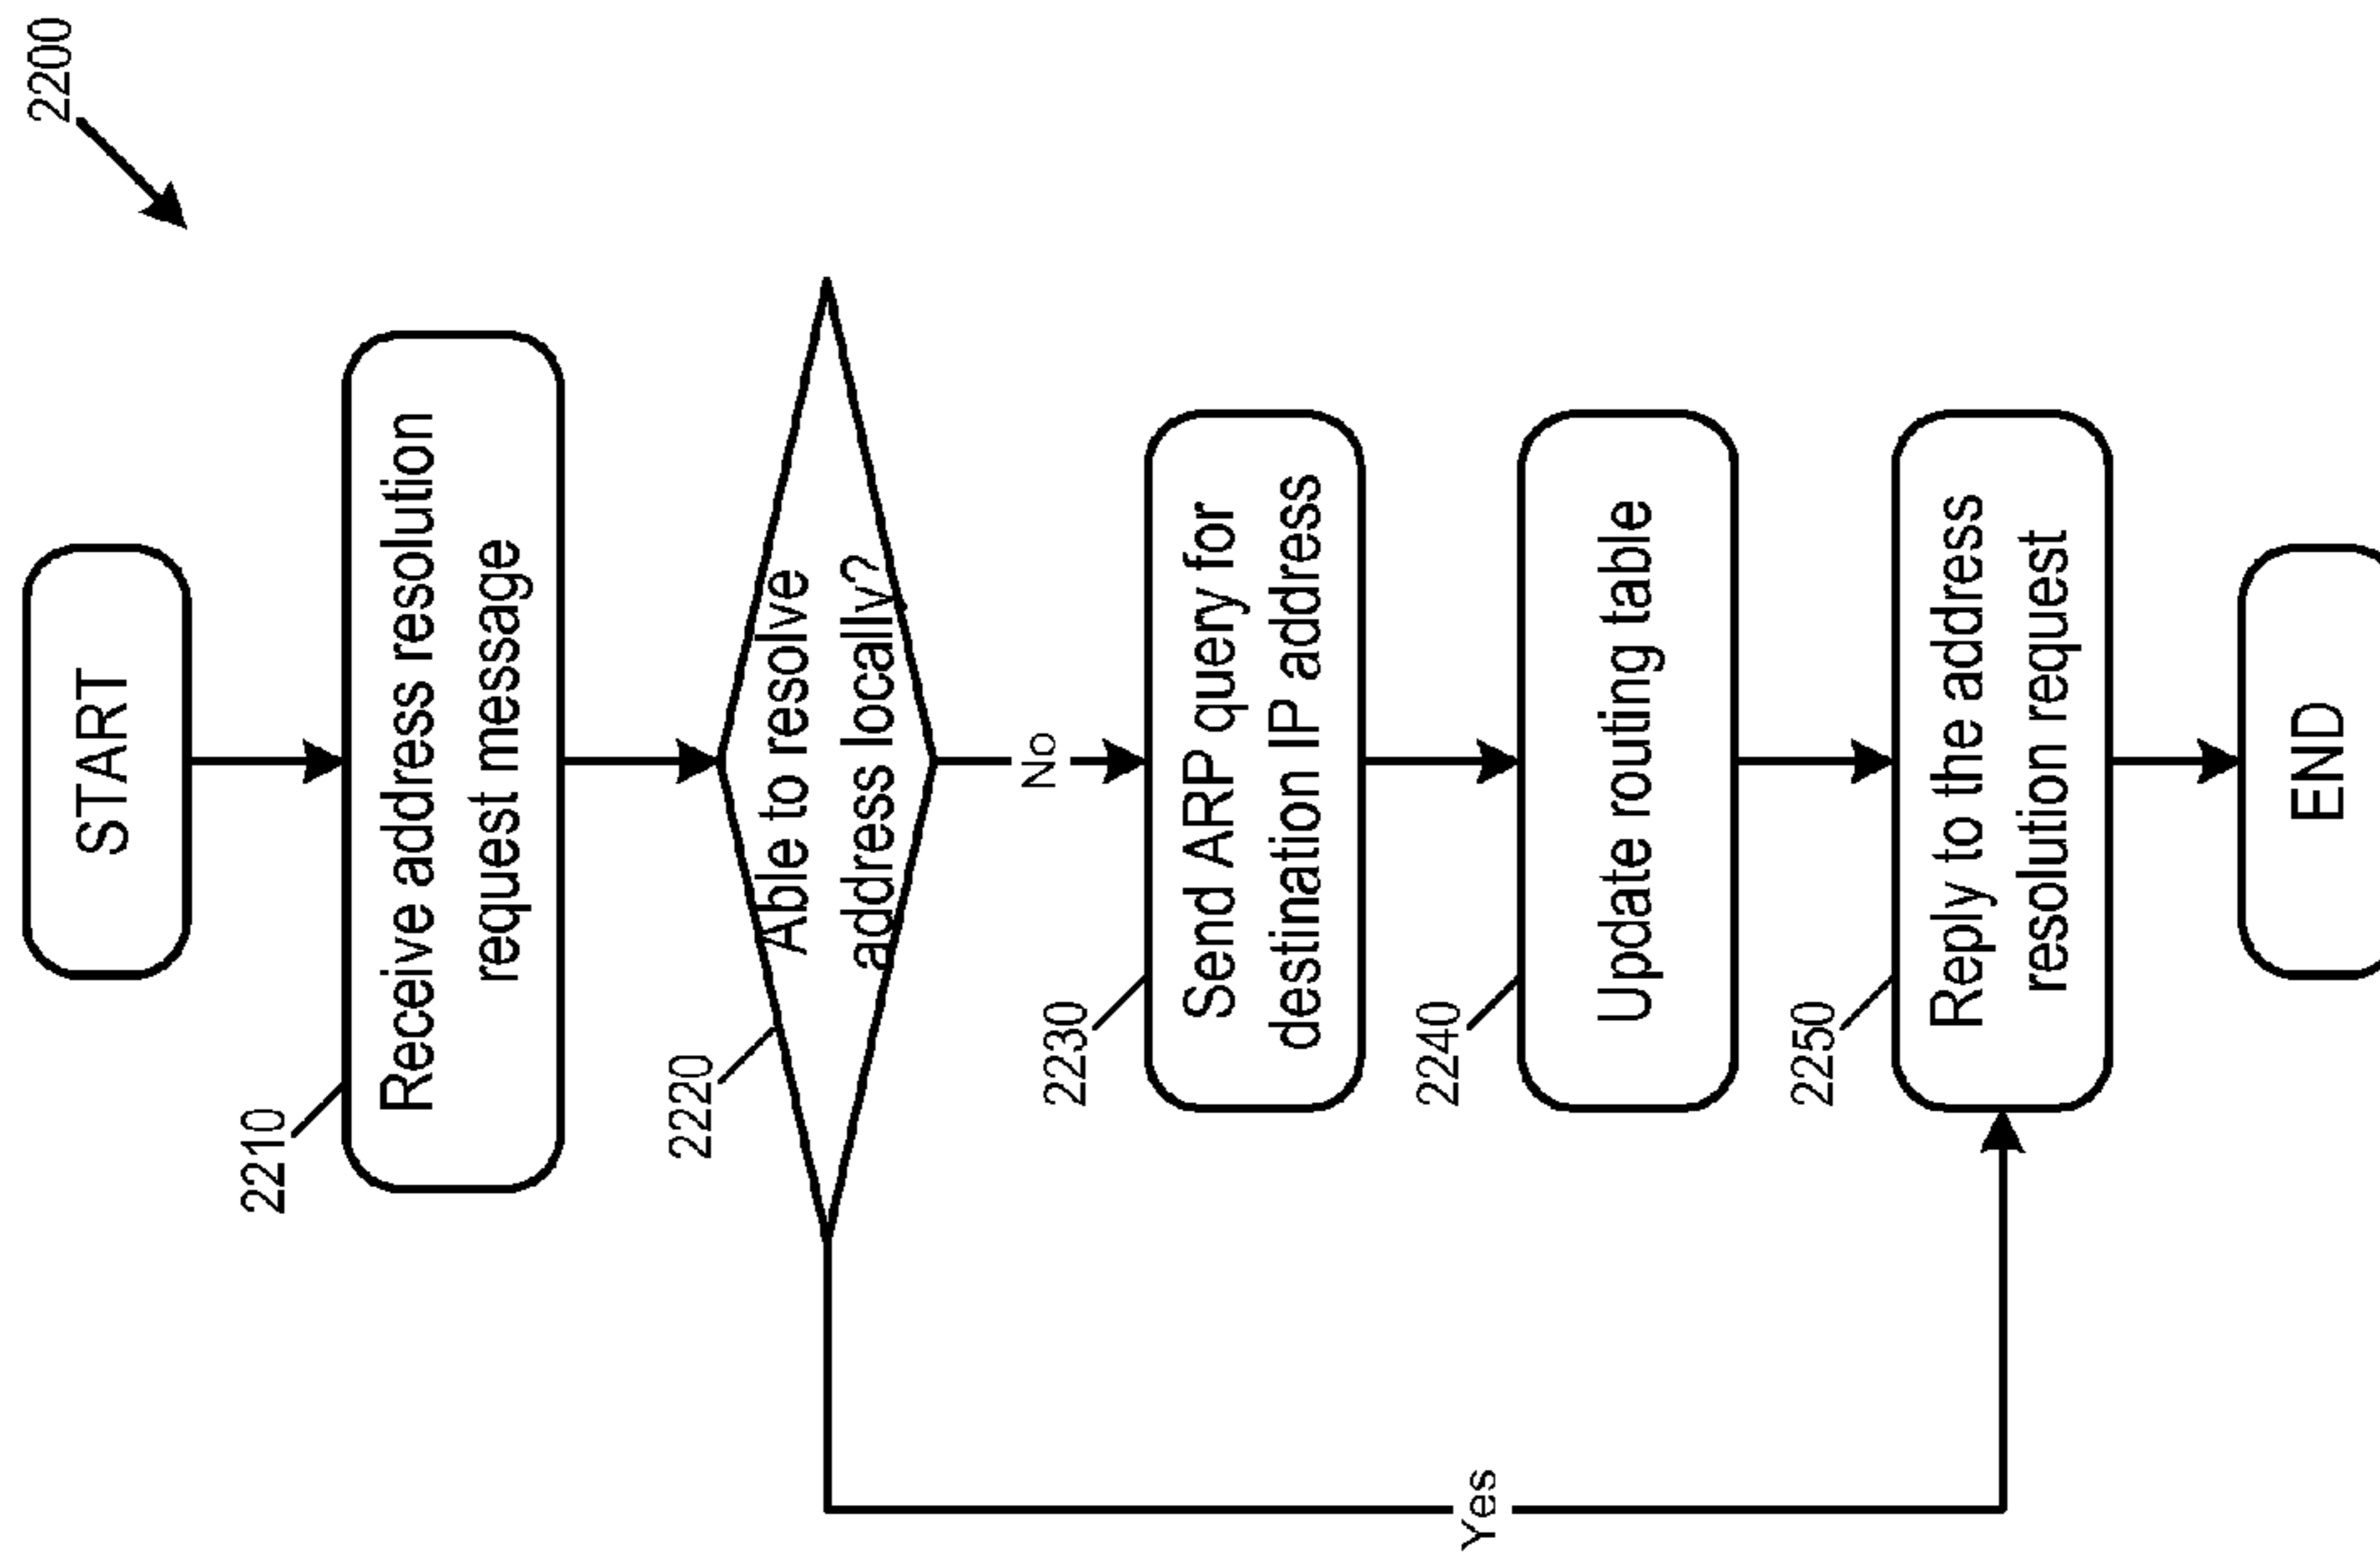 2200
START
2210
Receive address resolution
request message
2220
Able to resolve
address locally?
No
2230
Send ARP query for
destination IP address
2240
Update routing table
Yes
2250
Reply to the address
resolution request
END